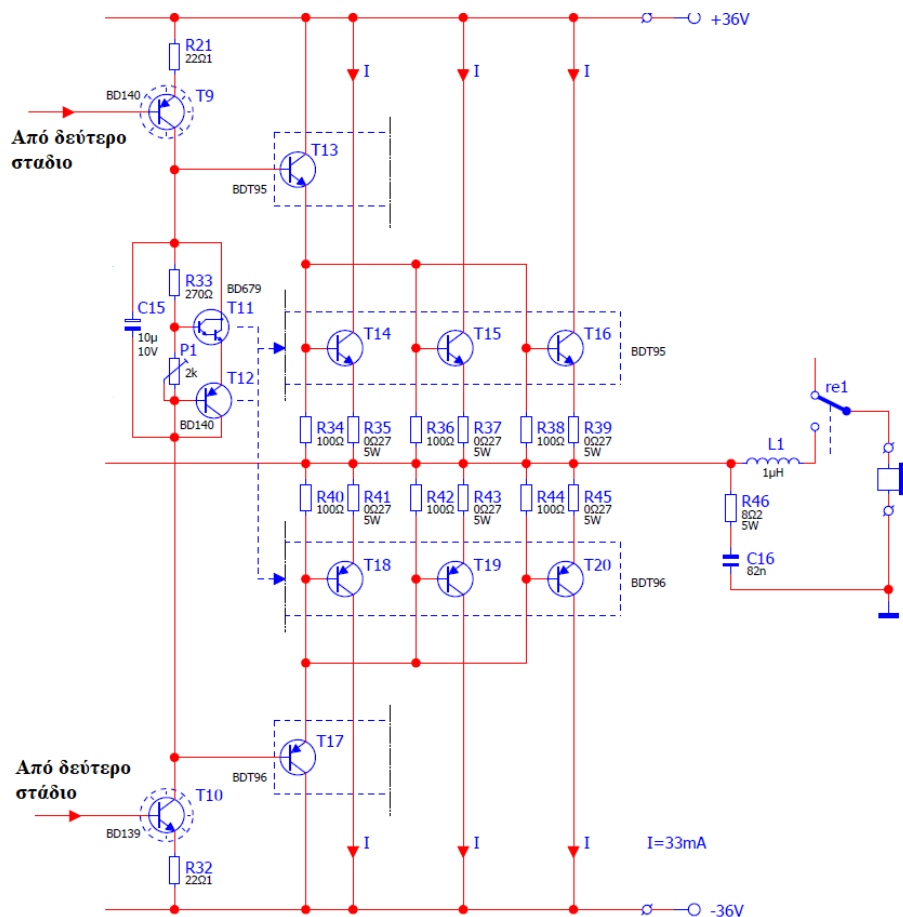 +36V
R21
22Ω1
I
I
I
BD140
T9
Από δεύτερο
σταδιο
T13
BDT95
R33
270Ω
BD679
C15
10μ
10V
T11
P1
2k
T12
BD140
T14
T15
T16
BDT95
re1
R34
100Ω
R35
0Ω27
5W
R36
100Ω
R37
0Ω27
5W
R38
100Ω
R39
0Ω27
5W
L1
1μH
R40
100Ω
R41
0Ω27
5W
R42
100Ω
R43
0Ω27
5W
R44
100Ω
R45
0Ω27
5W
R46
8Ω2
5W
C16
82n
T18
T19
T20
BDT96
T17
BDT96
Από δεύτερο
στάδιο
T10
BD139
I
I
I
I=33mA
R32
22Ω1
-36V